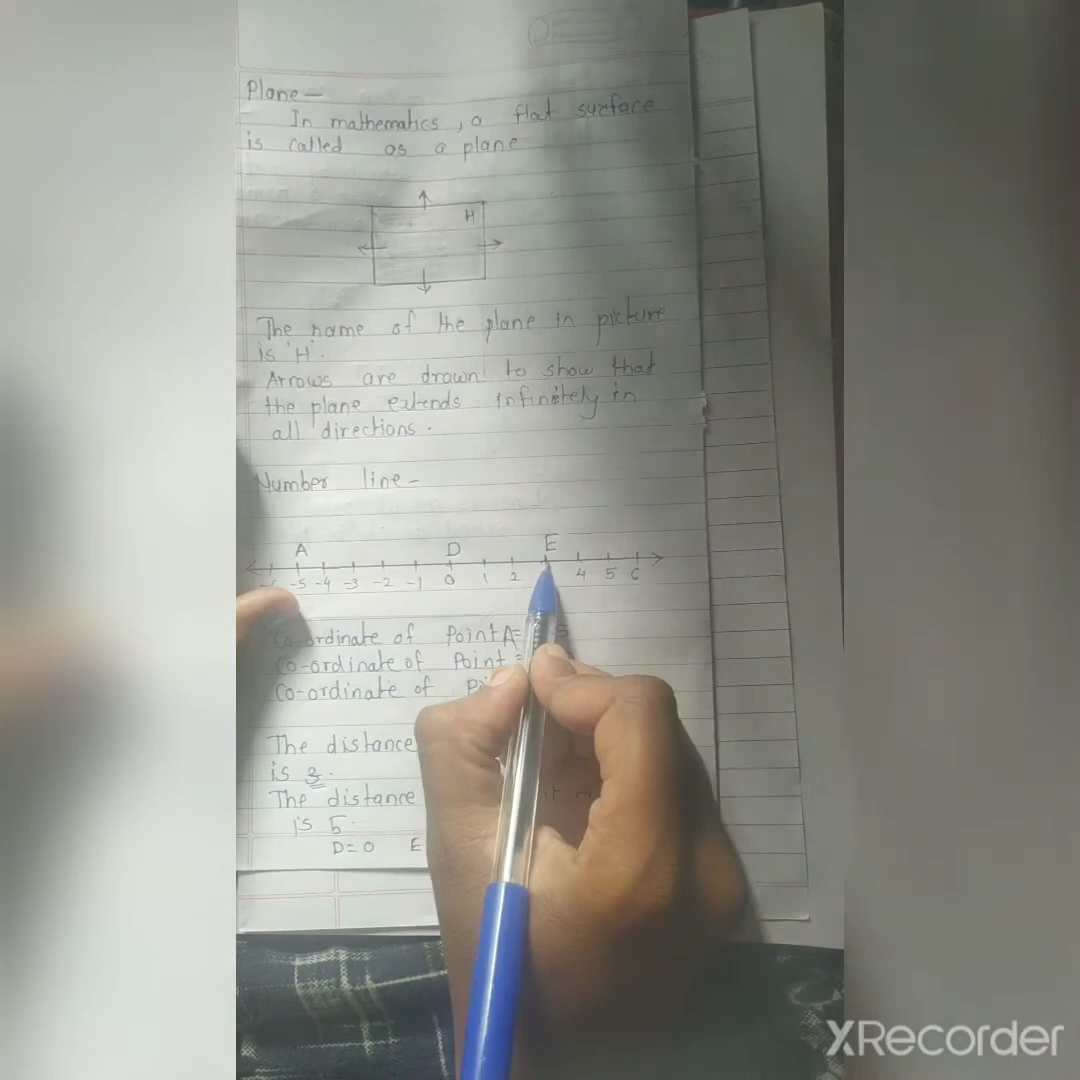 Plane –
In mathematics, a flat surface
is called as a plane
H
The name of the plane in picture
is 'H'.
Arrows are drawn to show that
the plane extends infinitely in
all directions.
Number line –
A D E
-5 -4 -3 -2 -1 0 1 2 4 5 6
Co-ordinate of Point A=
Co-ordinate of Point =
Co-ordinate of
The distance
is 3.
The distance
is 5.
D=0 E
XRecorder